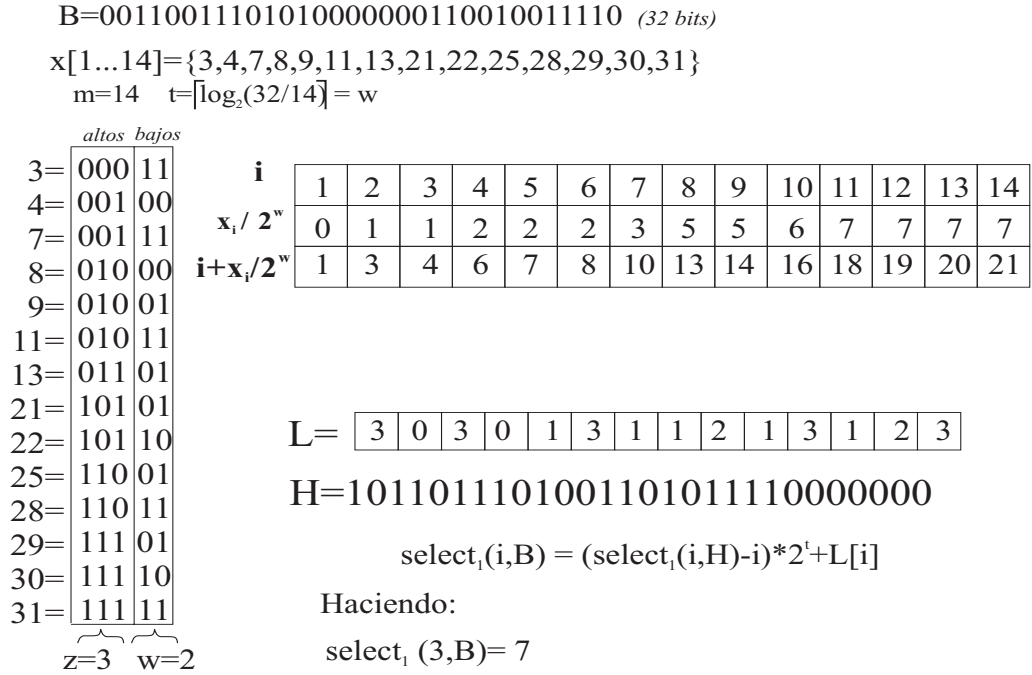 B=00110011101010000000110010011110 (32 bits)
x[1...14]={3,4,7,8,9,11,13,21,22,25,28,29,30,31}
m=14 t=⌈log₂(32/14)⌉ = w
altos bajos
3= 000 11
4= 001 00
7= 001 11
8= 010 00
9= 010 01
11= 010 11
13= 011 01
21= 101 01
22= 101 10
25= 110 01
28= 110 11
29= 111 01
30= 111 10
31= 111 11
z=3 w=2
i 1 2 3 4 5 6 7 8 9 10 11 12 13 14
xᵢ/ 2ʷ 0 1 1 2 2 2 3 5 5 6 7 7 7 7
i+xᵢ/2ʷ 1 3 4 6 7 8 10 13 14 16 18 19 20 21
L= 3 0 3 0 1 3 1 1 2 1 3 1 2 3
H=1011011101001101011110000000
select₁(i,B) = (select₁(i,H)-i)*2ᵗ+L[i]
Haciendo:
select₁ (3,B)= 7